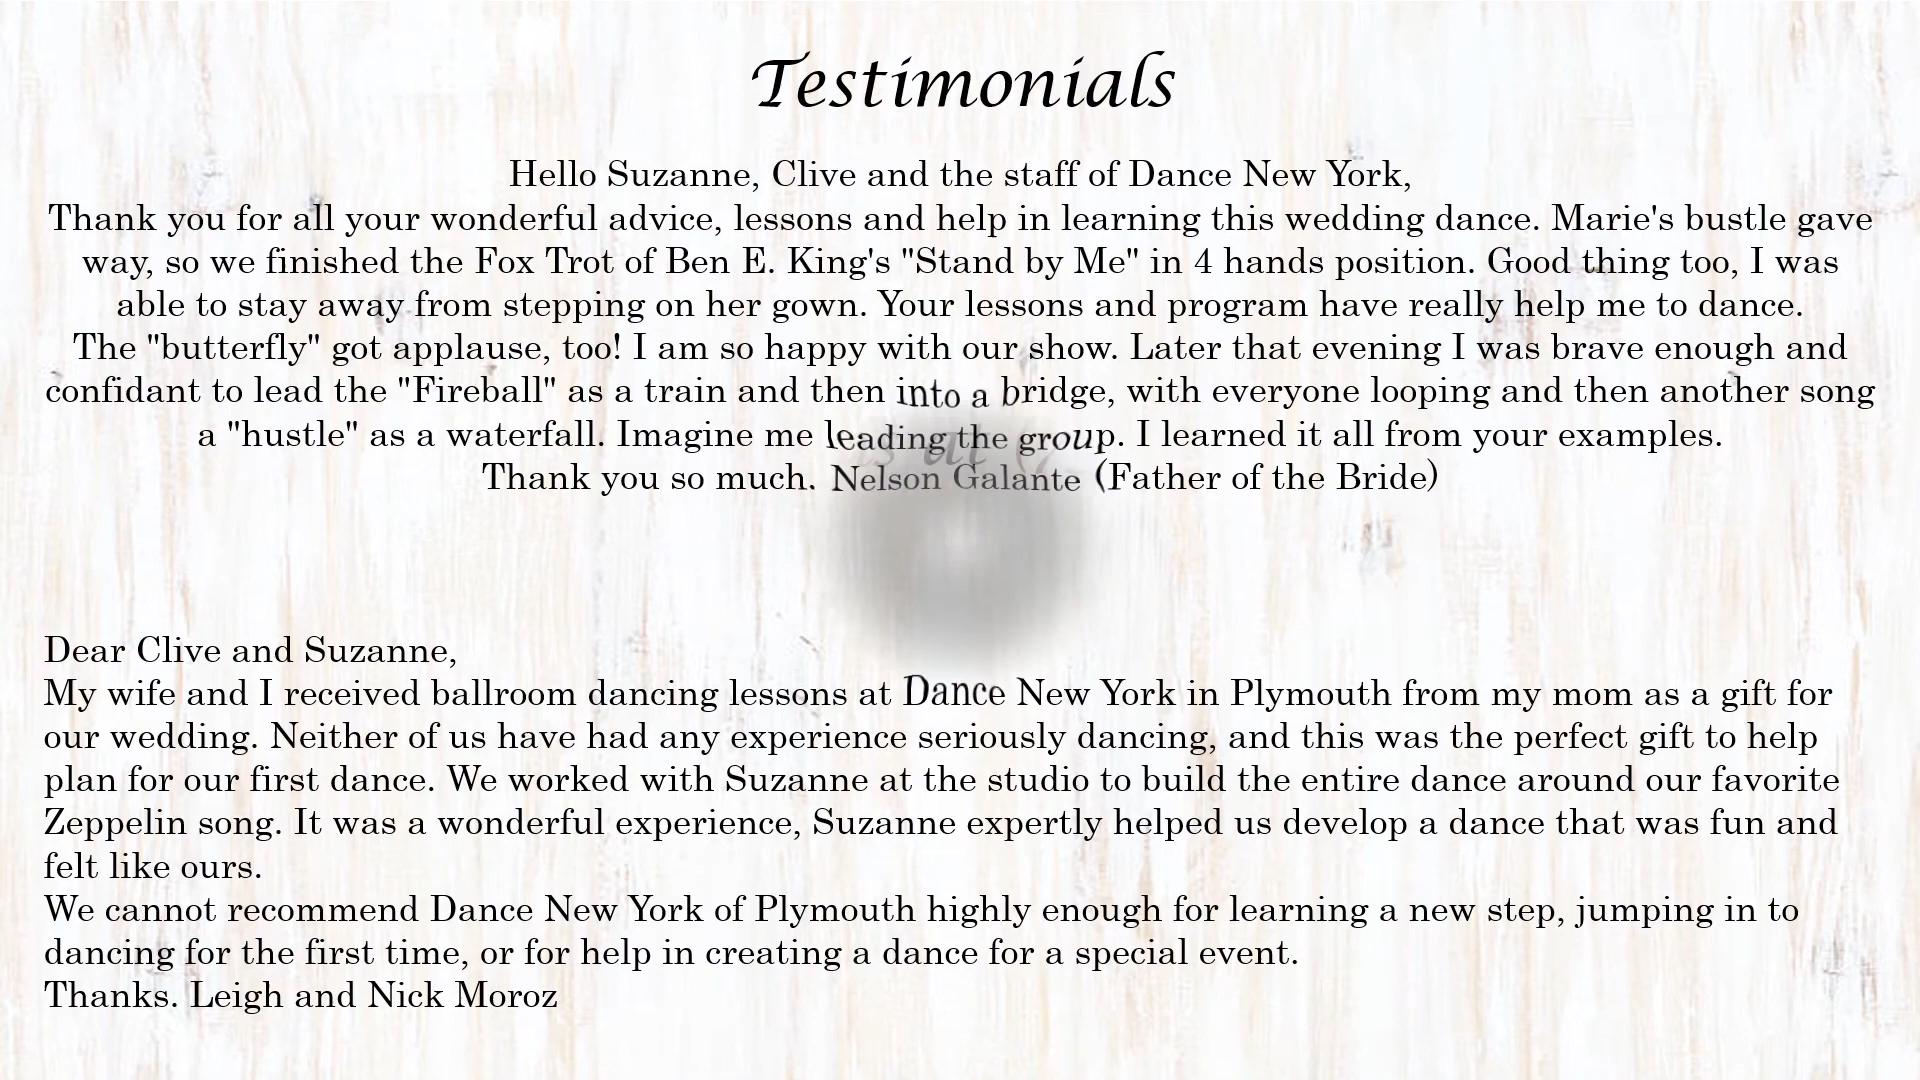 Testimonials
Hello Suzanne, Clive and the staff of Dance New York,
Thank you for all your wonderful advice, lessons and help in learning this wedding dance. Marie's bustle gave
way, so we finished the Fox Trot of Ben E. King's "Stand by Me" in 4 hands position. Good thing too, I was
able to stay away from stepping on her gown. Your lessons and program have really help me to dance.
The "butterfly" got applause, too! I am so happy with our show. Later that evening I was brave enough and
confidant to lead the "Fireball" as a train and then into a bridge, with everyone looping and then another song
a "hustle" as a waterfall. Imagine me leading the group. I learned it all from your examples.
Thank you so much. Nelson Galante (Father of the Bride)
Dear Clive and Suzanne,
My wife and I received ballroom dancing lessons at Dance New York in Plymouth from my mom as a gift for
our wedding. Neither of us have had any experience seriously dancing, and this was the perfect gift to help
plan for our first dance. We worked with Suzanne at the studio to build the entire dance around our favorite
Zeppelin song. It was a wonderful experience, Suzanne expertly helped us develop a dance that was fun and
felt like ours.
We cannot recommend Dance New York of Plymouth highly enough for learning a new step, jumping in to
dancing for the first time, or for help in creating a dance for a special event.
Thanks. Leigh and Nick Moroz